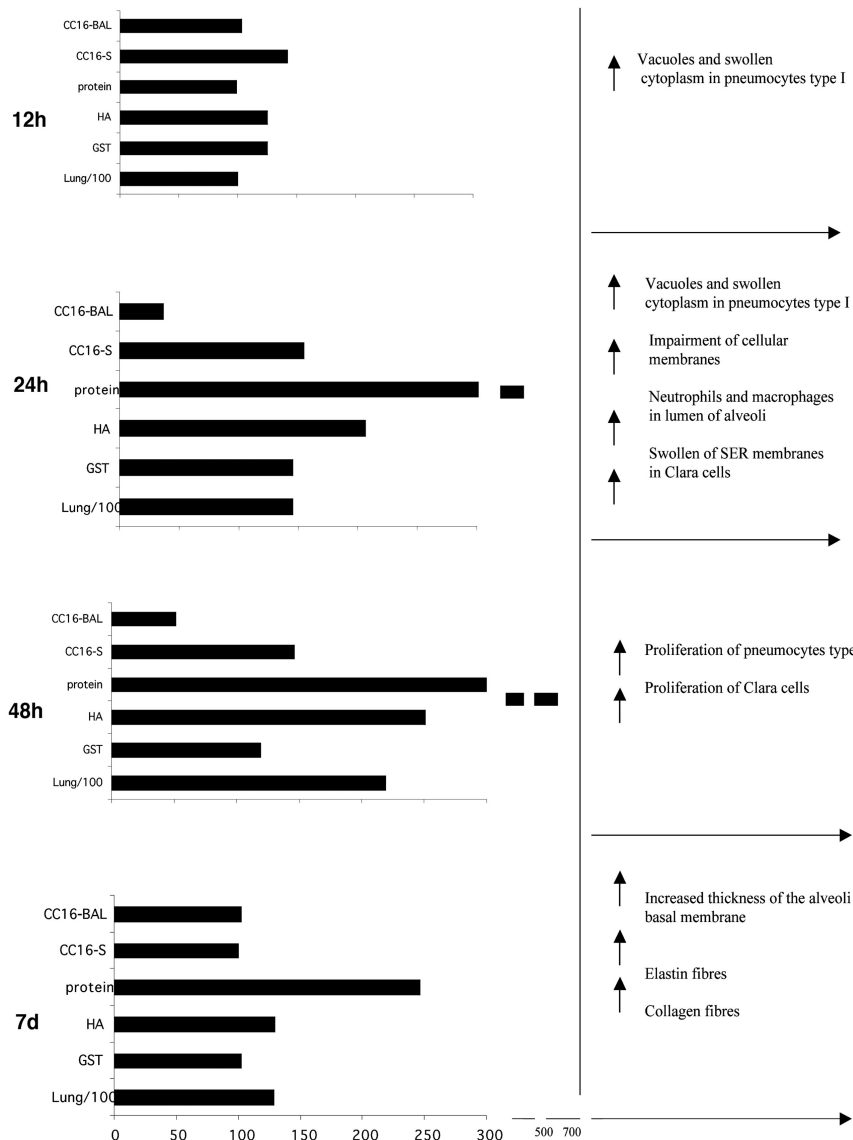 CC16-BAL
CC16-S
protein
12h
HA
GST
Lung/100
Vacuoles and swollen
cytoplasm in pneumocytes type I
CC16-BAL
CC16-S
24h
protein
HA
GST
Lung/100
Vacuoles and swollen
cytoplasm in pneumocytes type I
Impairment of cellular
membranes
Neutrophils and macrophages
in lumen of alveoli
Swollen of SER membranes
in Clara cells
CC16-BAL
CC16-S
protein
48h
HA
GST
Lung/100
Proliferation of pneumocytes type
Proliferation of Clara cells
CC16-BAL
CC16-S
protein
7d
HA
GST
Lung/100
0 50 100 150 200 250 300 500 700
Increased thickness of the alveoli
basal membrane
Elastin fibres
Collagen fibres